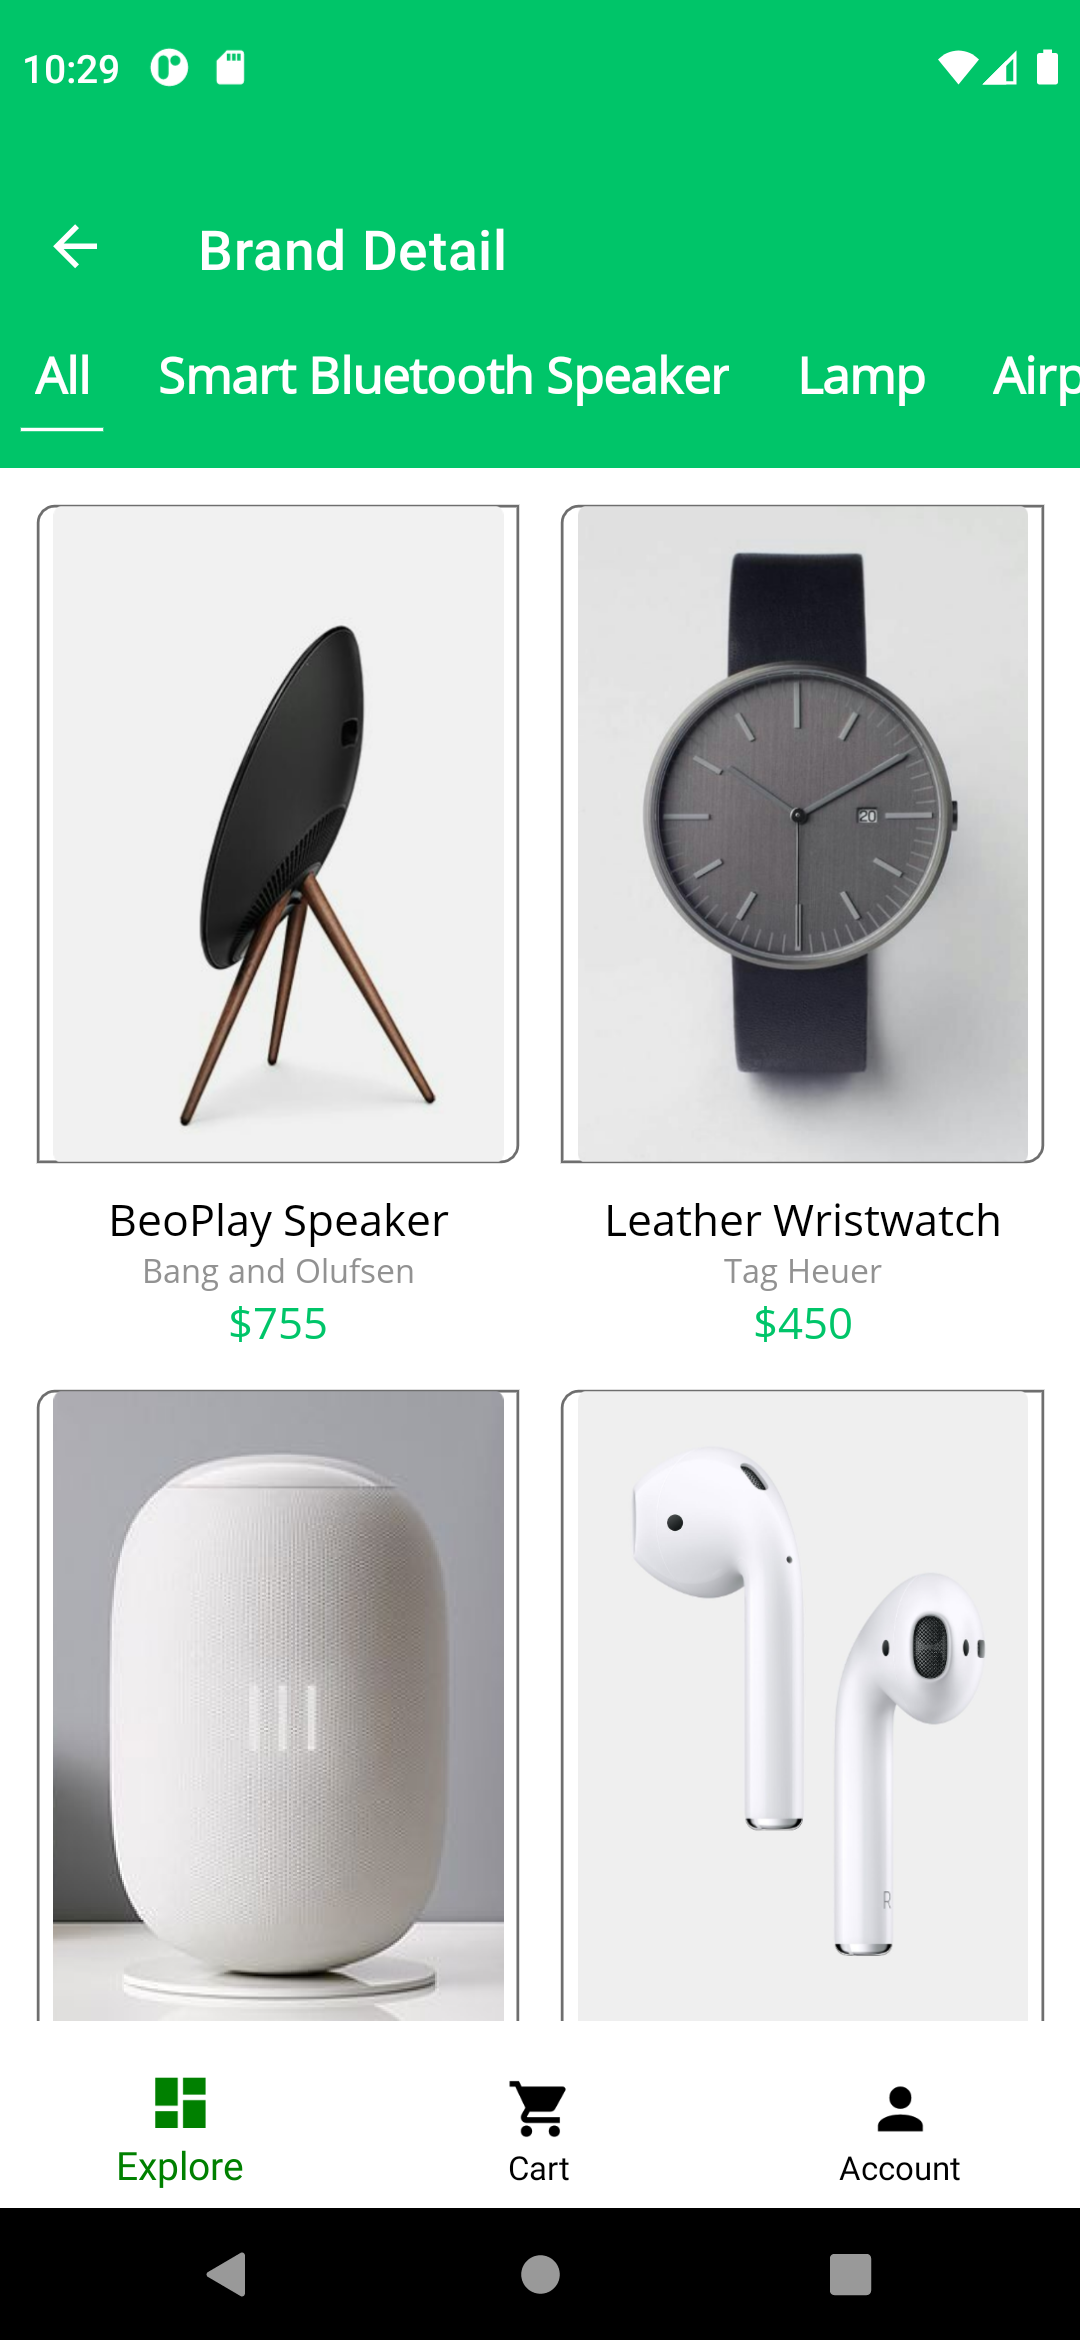 10:29
Brand Detail
All Smart Bluetooth Speaker Lamp Airp
20
BeoPlay Speaker
Bang and Olufsen
$755
Leather Wristwatch
Tag Heuer
$450
R
Explore
Cart
Account